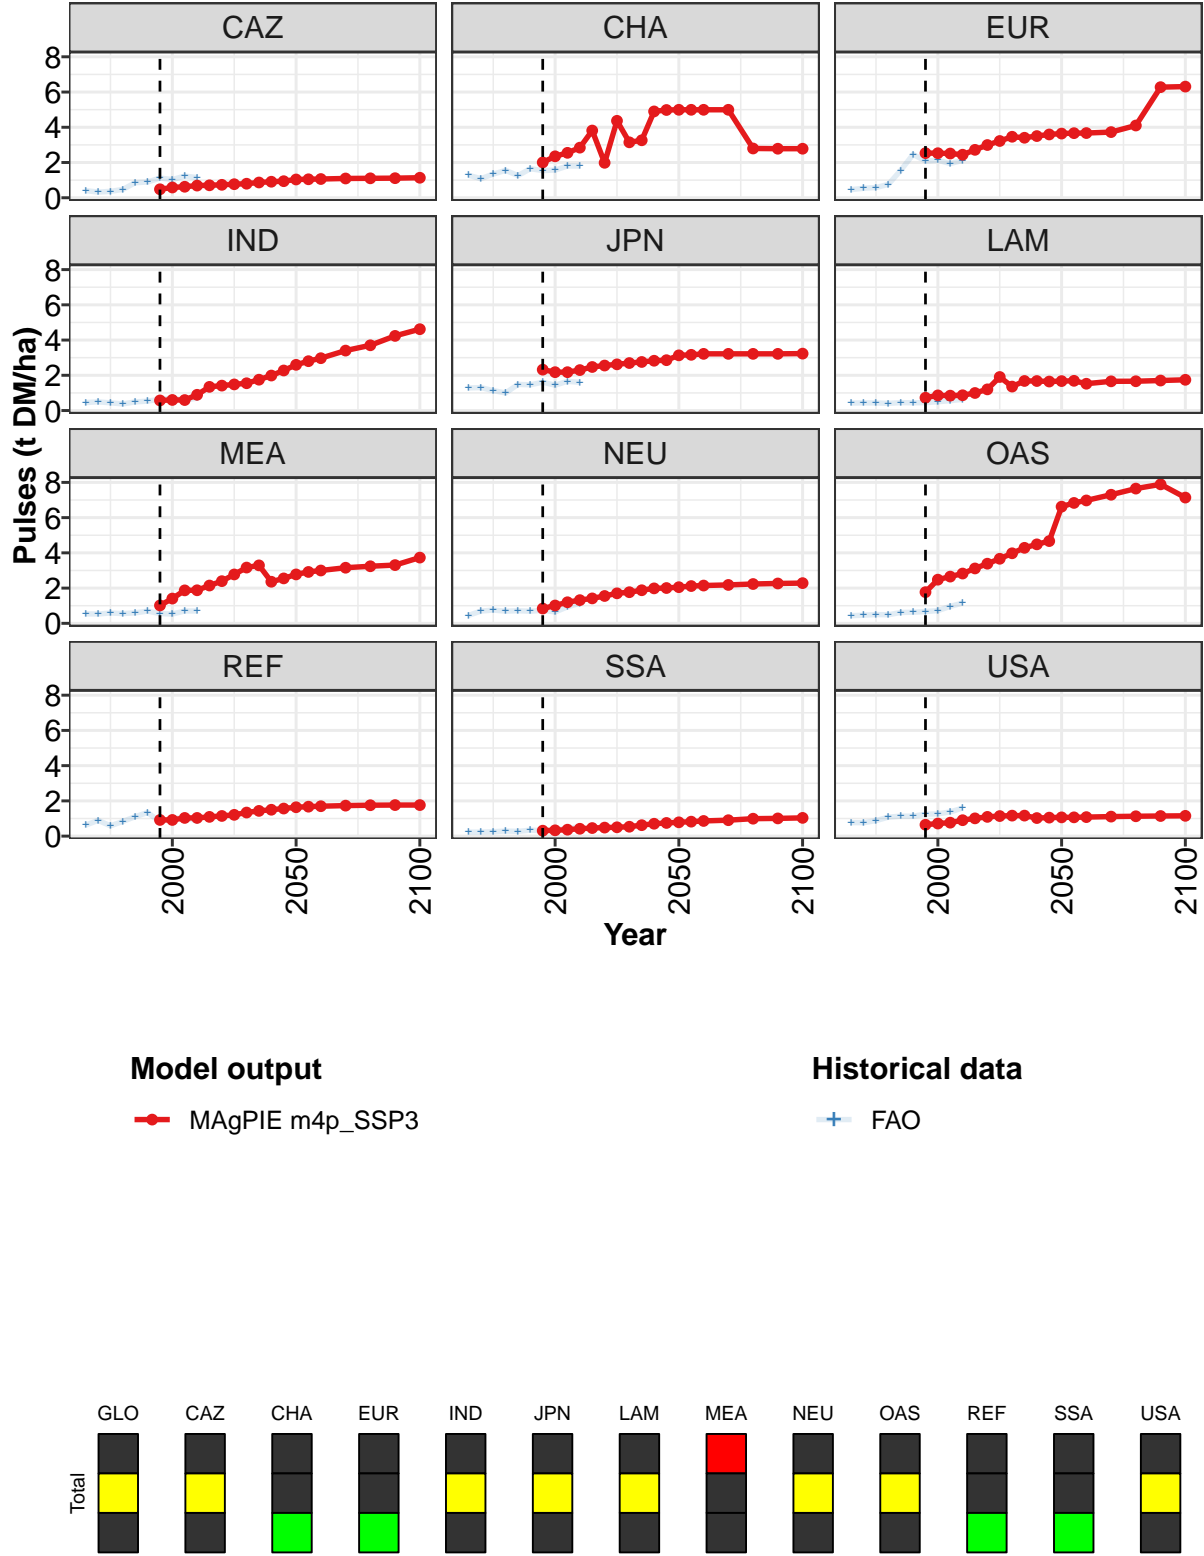 CAZ CHA EUR
8
6
4
2
0
IND JPN LAM
8
6
4
2
0
MEA NEU OAS
8
6
4
2
0
REF SSA USA
8
6
4
2
0
Pulses (t DM/ha)
2000 2050 2100 2000 2050 2100 2000 2050 2100
Year
Model output
MAgPIE m4p_SSP3
Historical data
FAO
GLO CAZ CHA EUR IND JPN LAM MEA NEU OAS REF SSA USA
Total